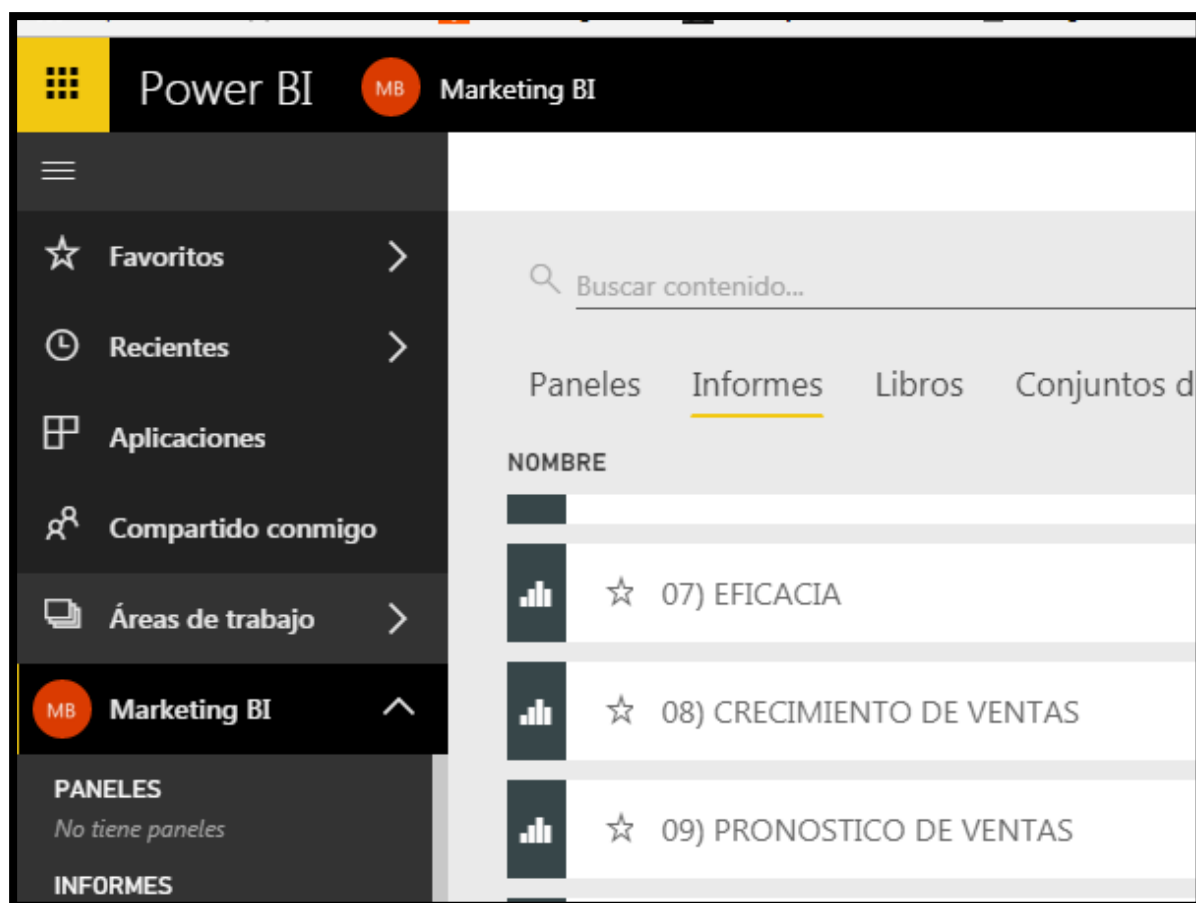 Power BI MB Marketing BI
Favoritos
Recientes
Aplicaciones
Compartido conmigo
Áreas de trabajo
MB Marketing BI
PANELES
No tiene paneles
INFORMES
Buscar contenido...
Paneles Informes Libros Conjuntos d
NOMBRE
07) EFICACIA
08) CRECIMIENTO DE VENTAS
09) PRONOSTICO DE VENTAS